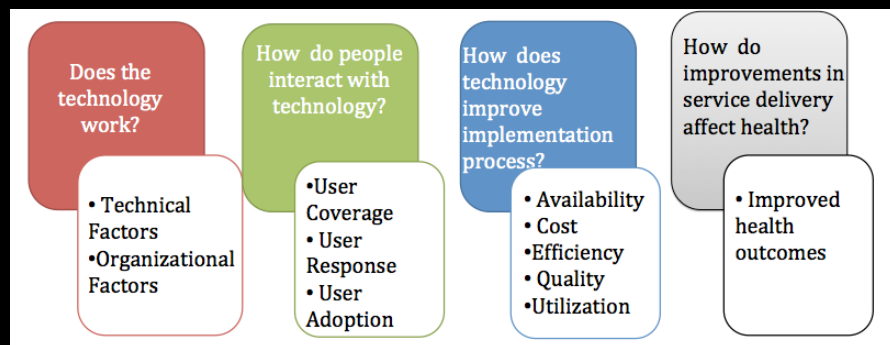 Does the
technology
work?
• Technical
Factors
•Organizational
Factors
How do people
interact with
technology?
•User
Coverage
• User
Response
• User
Adoption
How does
technology
improve
implementation
process?
• Availability
• Cost
•Efficiency
• Quality
•Utilization
How do
improvements in
service delivery
affect health?
• Improved
health
outcomes